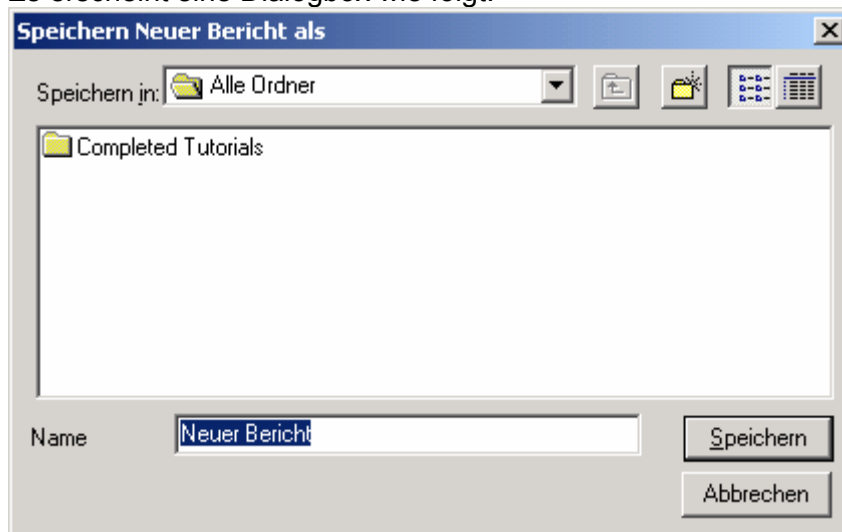 Speichern Neuer Bericht als
Speichern in: Alle Ordner
Completed Tutorials
Name Neuer Bericht Speichern
Abbrechen